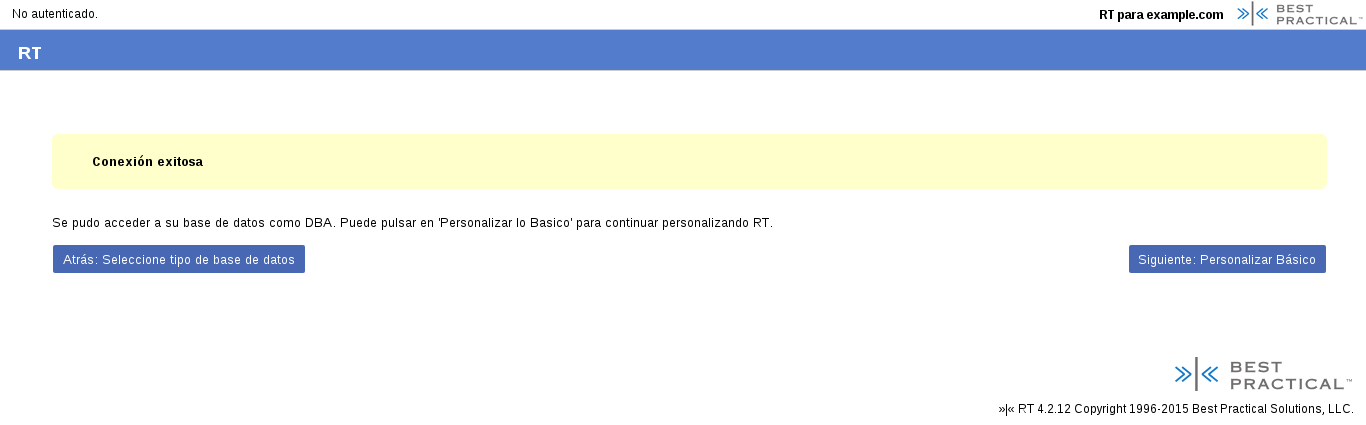 No autenticado.
RT para example.com
BEST
PRACTICAL™
RT
Conexión exitosa
Se pudo acceder a su base de datos como DBA. Puede pulsar en 'Personalizar lo Basico' para continuar personalizando RT.
Atrás: Seleccione tipo de base de datos
Siguiente: Personalizar Básico
BEST
PRACTICAL™
»|« RT 4.2.12 Copyright 1996-2015 Best Practical Solutions, LLC.